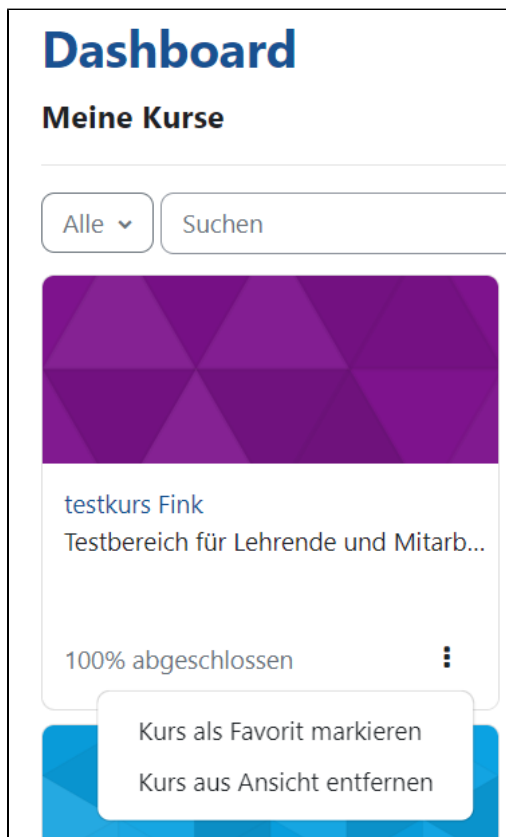 Dashboard
Meine Kurse
Alle
Suchen
testkurs Fink
Testbereich für Lehrende und Mitarb...
100% abgeschlossen
Kurs als Favorit markieren
Kurs aus Ansicht entfernen